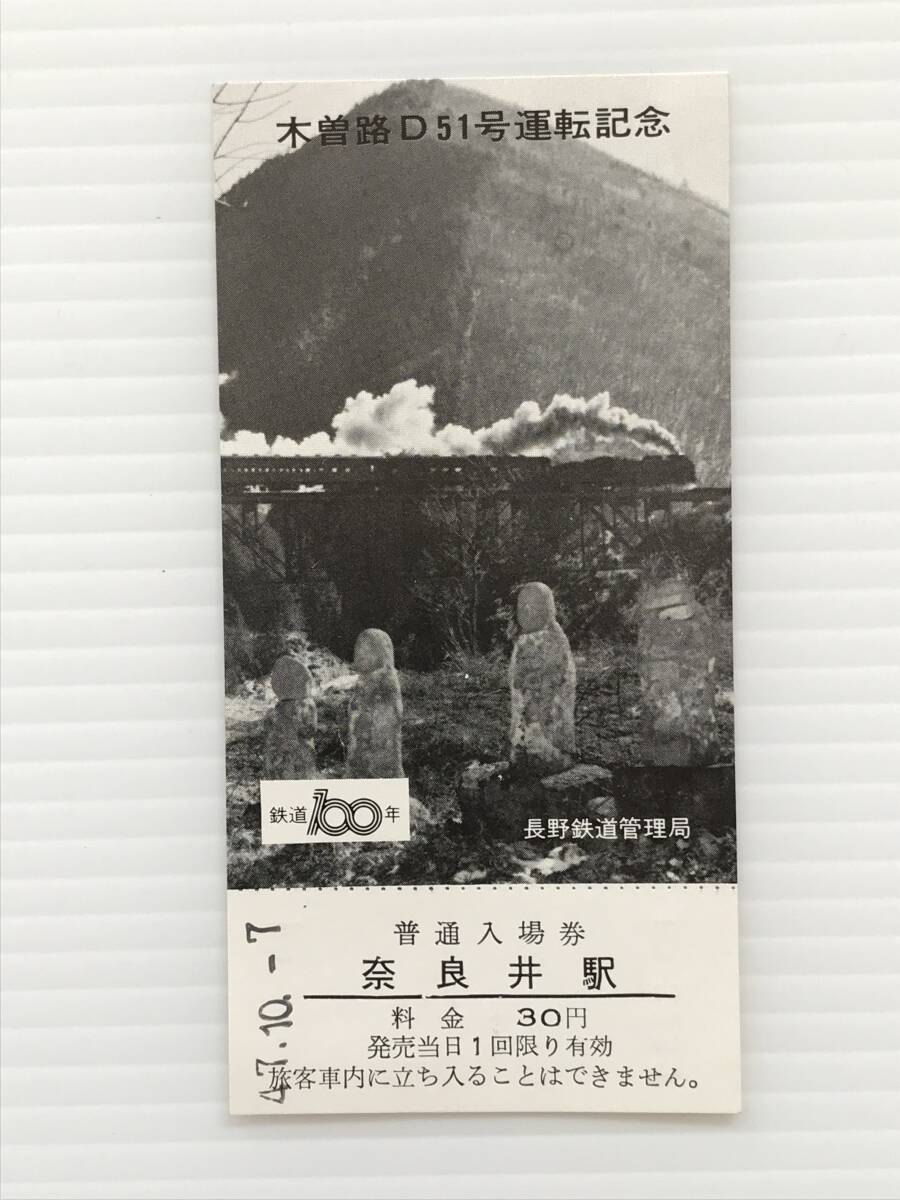 木曽路D51号運転記念
鉄道100年
長野鉄道管理局
普通入場券
奈良井駅
料金 30円
発売当日1回限り有効
旅客車内に立ち入ることはできません。
47.10.-7